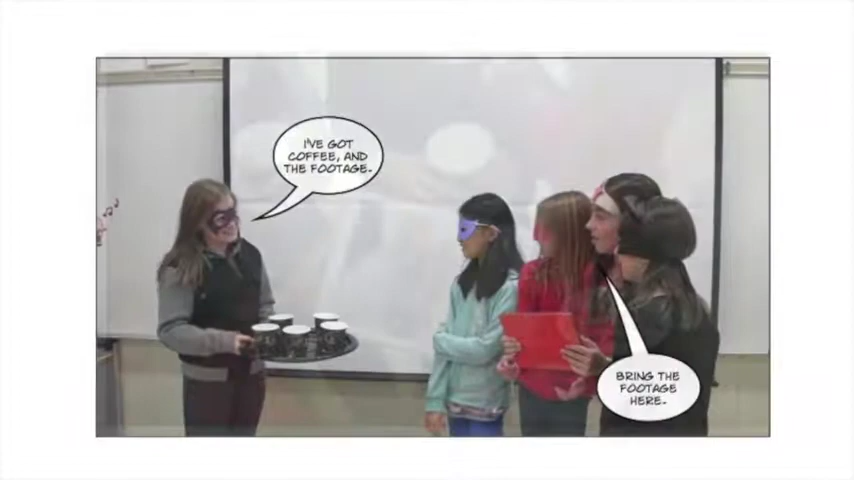 I'VE GOT
COFFEE, AND
THE FOOTAGE.
BRING THE
FOOTAGE
HERE.